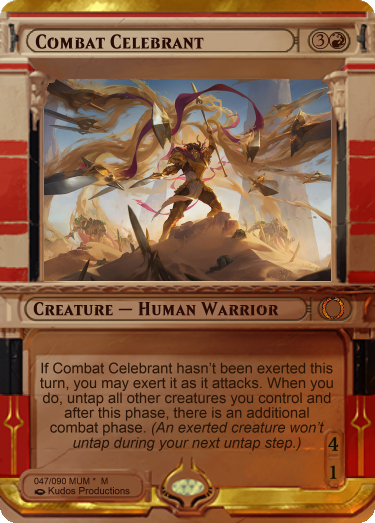 Combat Celebrant 3
Creature — Human Warrior
If Combat Celebrant hasn't been exerted this
turn, you may exert it as it attacks. When you
do, untap all other creatures you control and
after this phase, there is an additional
combat phase. (An exerted creature won't
untap during your next untap step.)
4
1
047/090 MUM * M
Kudos Productions